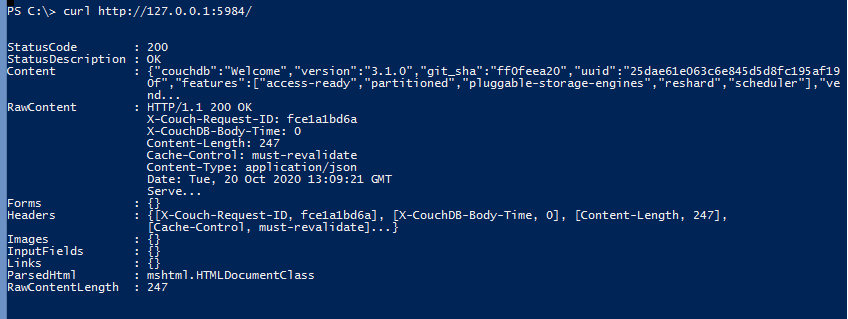 PS C:\> curl http://127.0.0.1:5984/
StatusCode : 200
StatusDescription : OK
Content : {"couchdb":"Welcome","version":"3.1.0","git_sha":"ff0feea20","uuid":"25dae61e063c6e845d5d8fc195af19
0f","features":["access-ready","partitioned","pluggable-storage-engines","reshard","scheduler"],"ve
nd...
RawContent : HTTP/1.1 200 OK
X-Couch-Request-ID: fce1a1bd6a
X-CouchDB-Body-Time: 0
Content-Length: 247
Cache-Control: must-revalidate
Content-Type: application/json
Date: Tue, 20 Oct 2020 13:09:21 GMT
Serve...
Forms : {}
Headers : {[X-Couch-Request-ID, fce1a1bd6a], [X-CouchDB-Body-Time, 0], [Content-Length, 247],
[Cache-Control, must-revalidate]...}
Images : {}
InputFields : {}
Links : {}
ParsedHtml : mshtml.HTMLDocumentClass
RawContentLength : 247